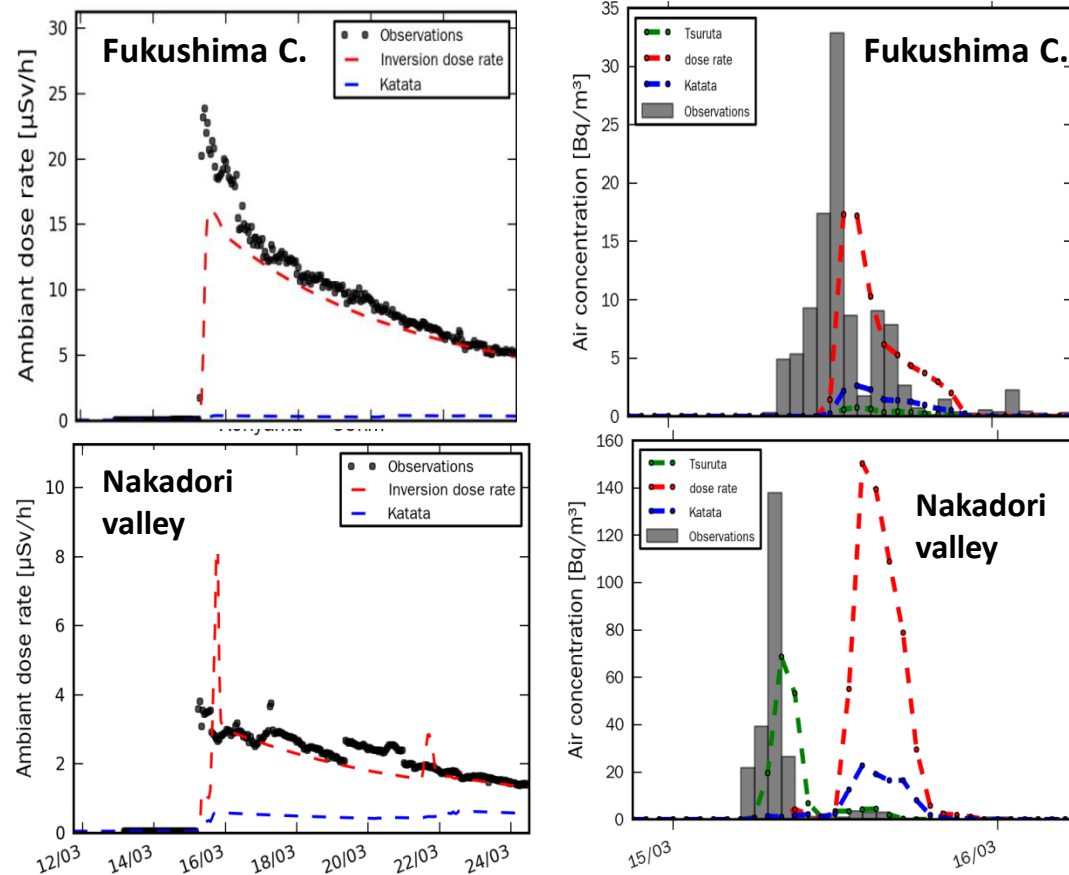 Fukushima C.
Observations
Inversion dose rate
Katata
Ambiant dose rate [µSv/h]
30
25
20
15
10
5
0
Fukushima C.
Tsuruta
dose rate
Katata
Observations
Air concentration [Bq/m³]
35
30
25
20
15
10
5
0
Nakadori
valley
Observations
Inversion dose rate
Katata
Ambiant dose rate [µSv/h]
10
8
6
4
2
0
12/03
14/03
16/03
18/03
20/03
22/03
24/03
Nakadori
valley
Tsuruta
dose rate
Katata
Observations
Air concentration [Bq/m³]
160
140
120
100
80
60
40
20
0
15/03
16/03